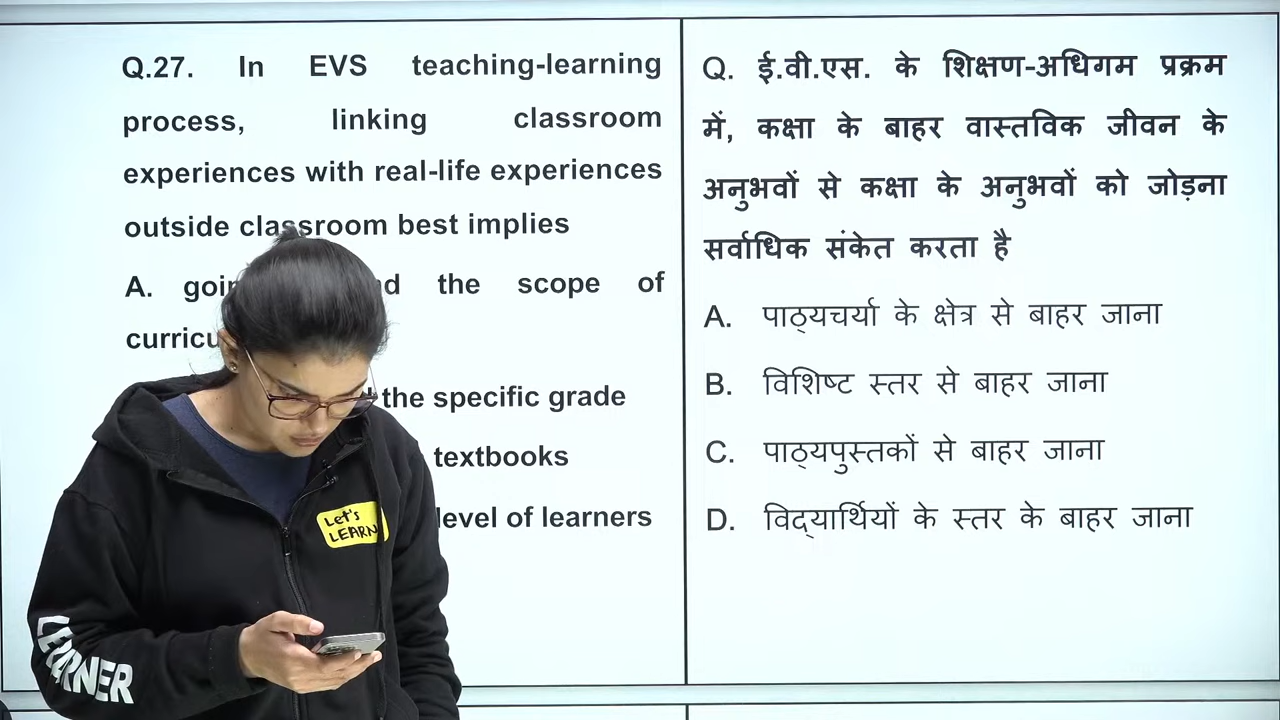 Q.27. In EVS teaching-learning
process, linking classroom
experiences with real-life experiences
outside classroom best implies
A. the scope of
the specific grade
textbooks
level of learners
Q. ई.वी.एस. के शिक्षण-अधिगम प्रक्रम
में, कक्षा के बाहर वास्तविक जीवन के
अनुभवों से कक्षा के अनुभवों को जोड़ना
सर्वाधिक संकेत करता है
A. पाठ्यचर्या के क्षेत्र से बाहर जाना
B. विशिष्ट स्तर से बाहर जाना
C. पाठ्यपुस्तकों से बाहर जाना
D. विद्यार्थियों के स्तर के बाहर जाना
Let's
LEARN
LEARNER